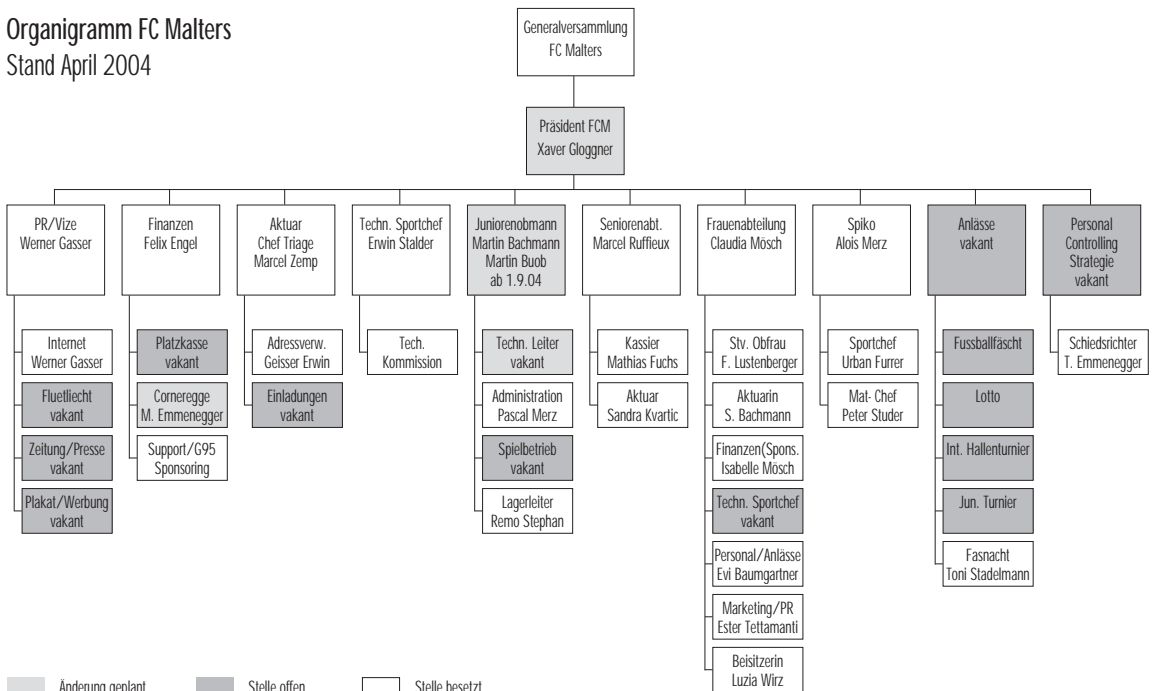 Organigramm FC Malters
Stand April 2004
Generalversammlung
FC Malters
Präsident FCM
Xaver Gloggner
PR/Vize
Werner Gasser
Finanzen
Felix Engel
Aktuar
Chef Triage
Marcel Zemp
Techn. Sportchef
Erwin Stalder
Juniorenobmann
Martin Bachmann
Martin Buob
ab 1.9.04
Seniorenabt.
Marcel Ruffieux
Frauenabteilung
Claudia Mösch
Spiko
Alois Merz
Anlässe
vakant
Personal
Controlling
Strategie
vakant
Internet
Werner Gasser
Fluetliecht
vakant
Zeitung/Presse
vakant
Plakat/Werbung
vakant
Platzkasse
vakant
Corneregge
M. Emmenegger
Support/G95
Sponsoring
Adressverw.
Geisser Erwin
Einladungen
vakant
Tech.
Kommission
Techn. Leiter
vakant
Administration
Pascal Merz
Spielbetrieb
vakant
Lagerleiter
Remo Stephan
Kassier
Mathias Fuchs
Aktuar
Sandra Kvartic
Stv. Obfrau
F. Lustenberger
Aktuarin
S. Bachmann
Finanzen(Spons.
Isabelle Mösch
Techn. Sportchef
vakant
Personal/Anlässe
Evi Baumgartner
Marketing/PR
Ester Tettamanti
Beisitzerin
Luzia Wirz
Sportchef
Urban Furrer
Mat- Chef
Peter Studer
Fussballfäscht
Lotto
Int. Hallenturnier
Jun. Turnier
Fasnacht
Toni Stadelmann
Schiedsrichter
T. Emmenegger
Änderung geplant
Stelle offen
Stelle besetzt